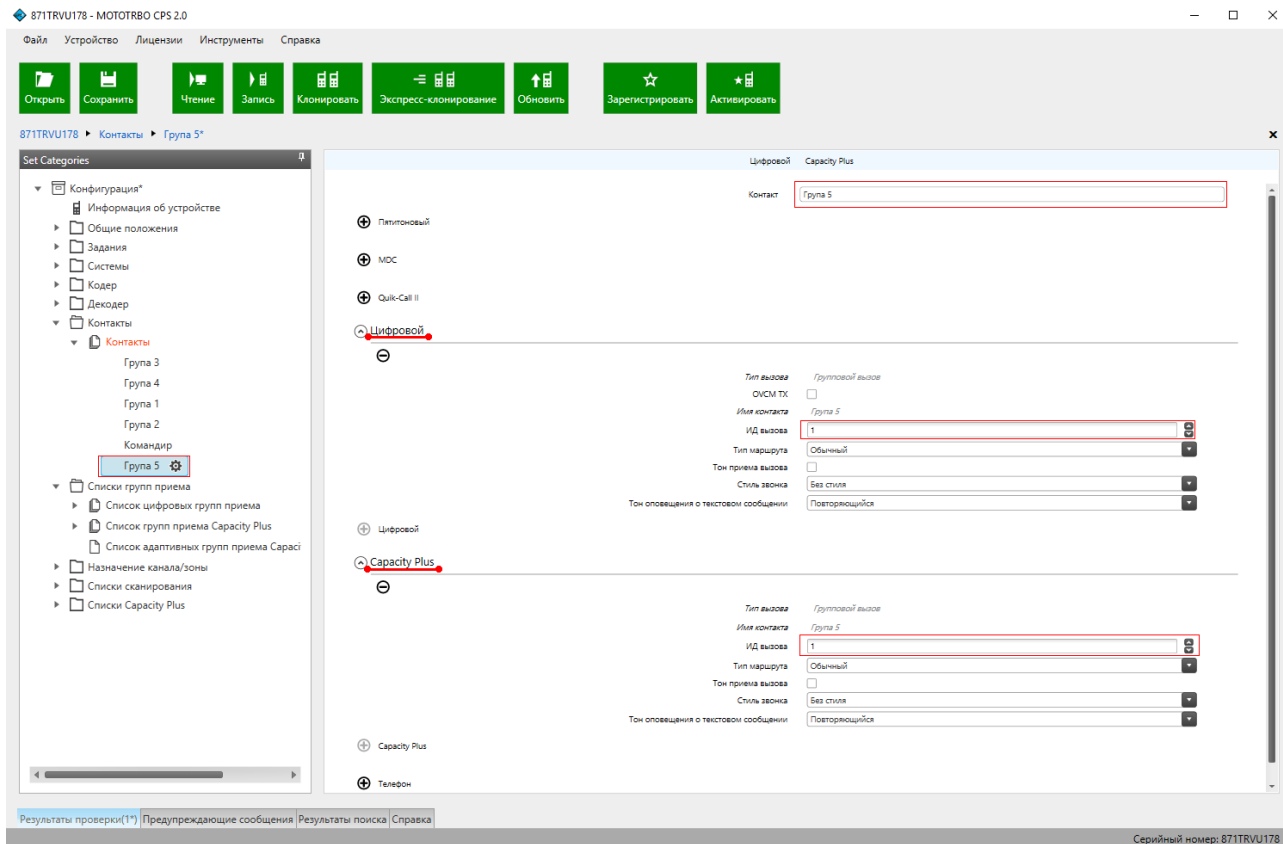 871TRVU178 - MOTOTRBO CPS 2.0
Файл Устройство Лицензии Инструменты Справка
Открыть Сохранить Чтение Запись Клонировать Экспресс-клонирование Обновить Зарегистрировать Активировать
871TRVU178 Контакты Група 5*
Set Categories
Конфигурация*
Информация об устройстве
Общие положения
Задания
Системы
Кодер
Декодер
Контакты
Контакты
Група 3
Група 4
Група 1
Група 2
Командир
Група 5
Списки групп приема
Список цифровых групп приема
Список групп приема Capacity Plus
Список адаптивных групп приема Capaci
Назначение канала/зоны
Списки сканирования
Списки Capacity Plus
Цифровой Capacity Plus
Контакт Група 5
Пятитоновый
MDC
Quik-Call II
Цифровой
Тип вызова Групповой вызов
OVCM TX
Имя контакта Група 5
ИД вызова 1
Тип маршрута Обычный
Тон приема вызова
Стиль звонка Без стиля
Тон оповещения о текстовом сообщении Повторяющийся
Цифровой
Capacity Plus
Тип вызова Групповой вызов
Имя контакта Група 5
ИД вызова 1
Тип маршрута Обычный
Тон приема вызова
Стиль звонка Без стиля
Тон оповещения о текстовом сообщении Повторяющийся
Capacity Plus
Телефон
Результаты проверки(1*) Предупреждающие сообщения Результаты поиска Справка
Серийный номер: 871TRVU178